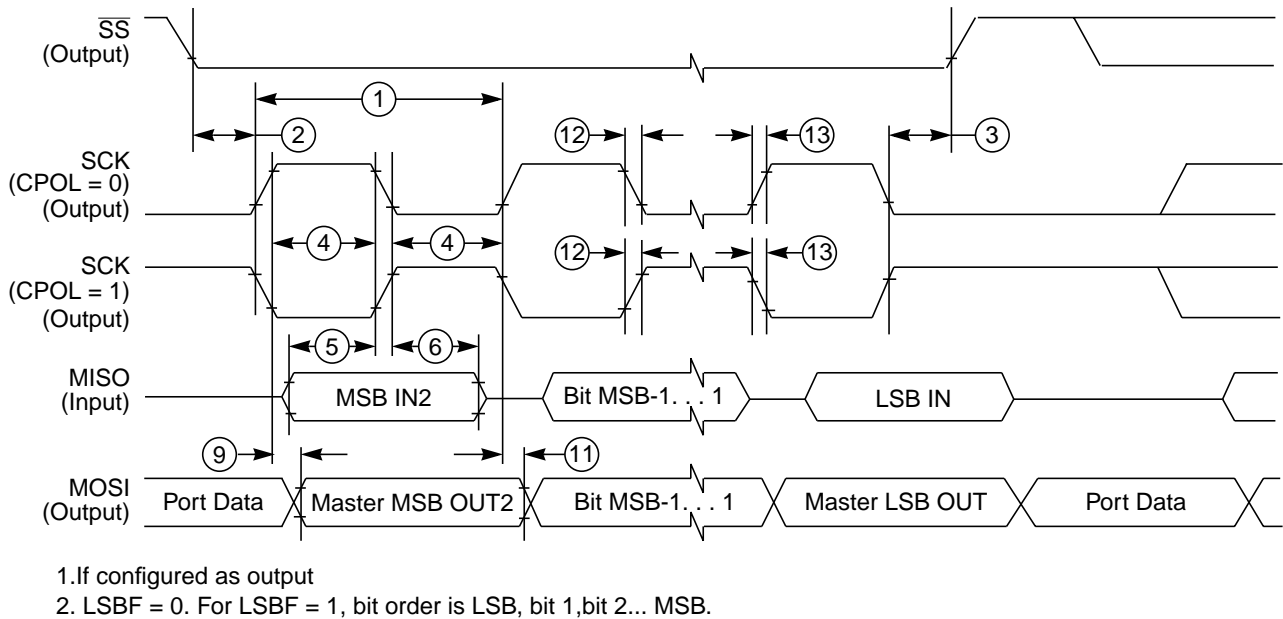 SS
(Output)
1
2
12
13
3
SCK
(CPOL = 0)
(Output)
4
4
12
13
SCK
(CPOL = 1)
(Output)
5
6
MISO
(Input)
MSB IN2
Bit MSB-1. . . 1
LSB IN
9
11
MOSI
(Output)
Port Data
Master MSB OUT2
Bit MSB-1. . . 1
Master LSB OUT
Port Data
1.If configured as output
2. LSBF = 0. For LSBF = 1, bit order is LSB, bit 1,bit 2... MSB.